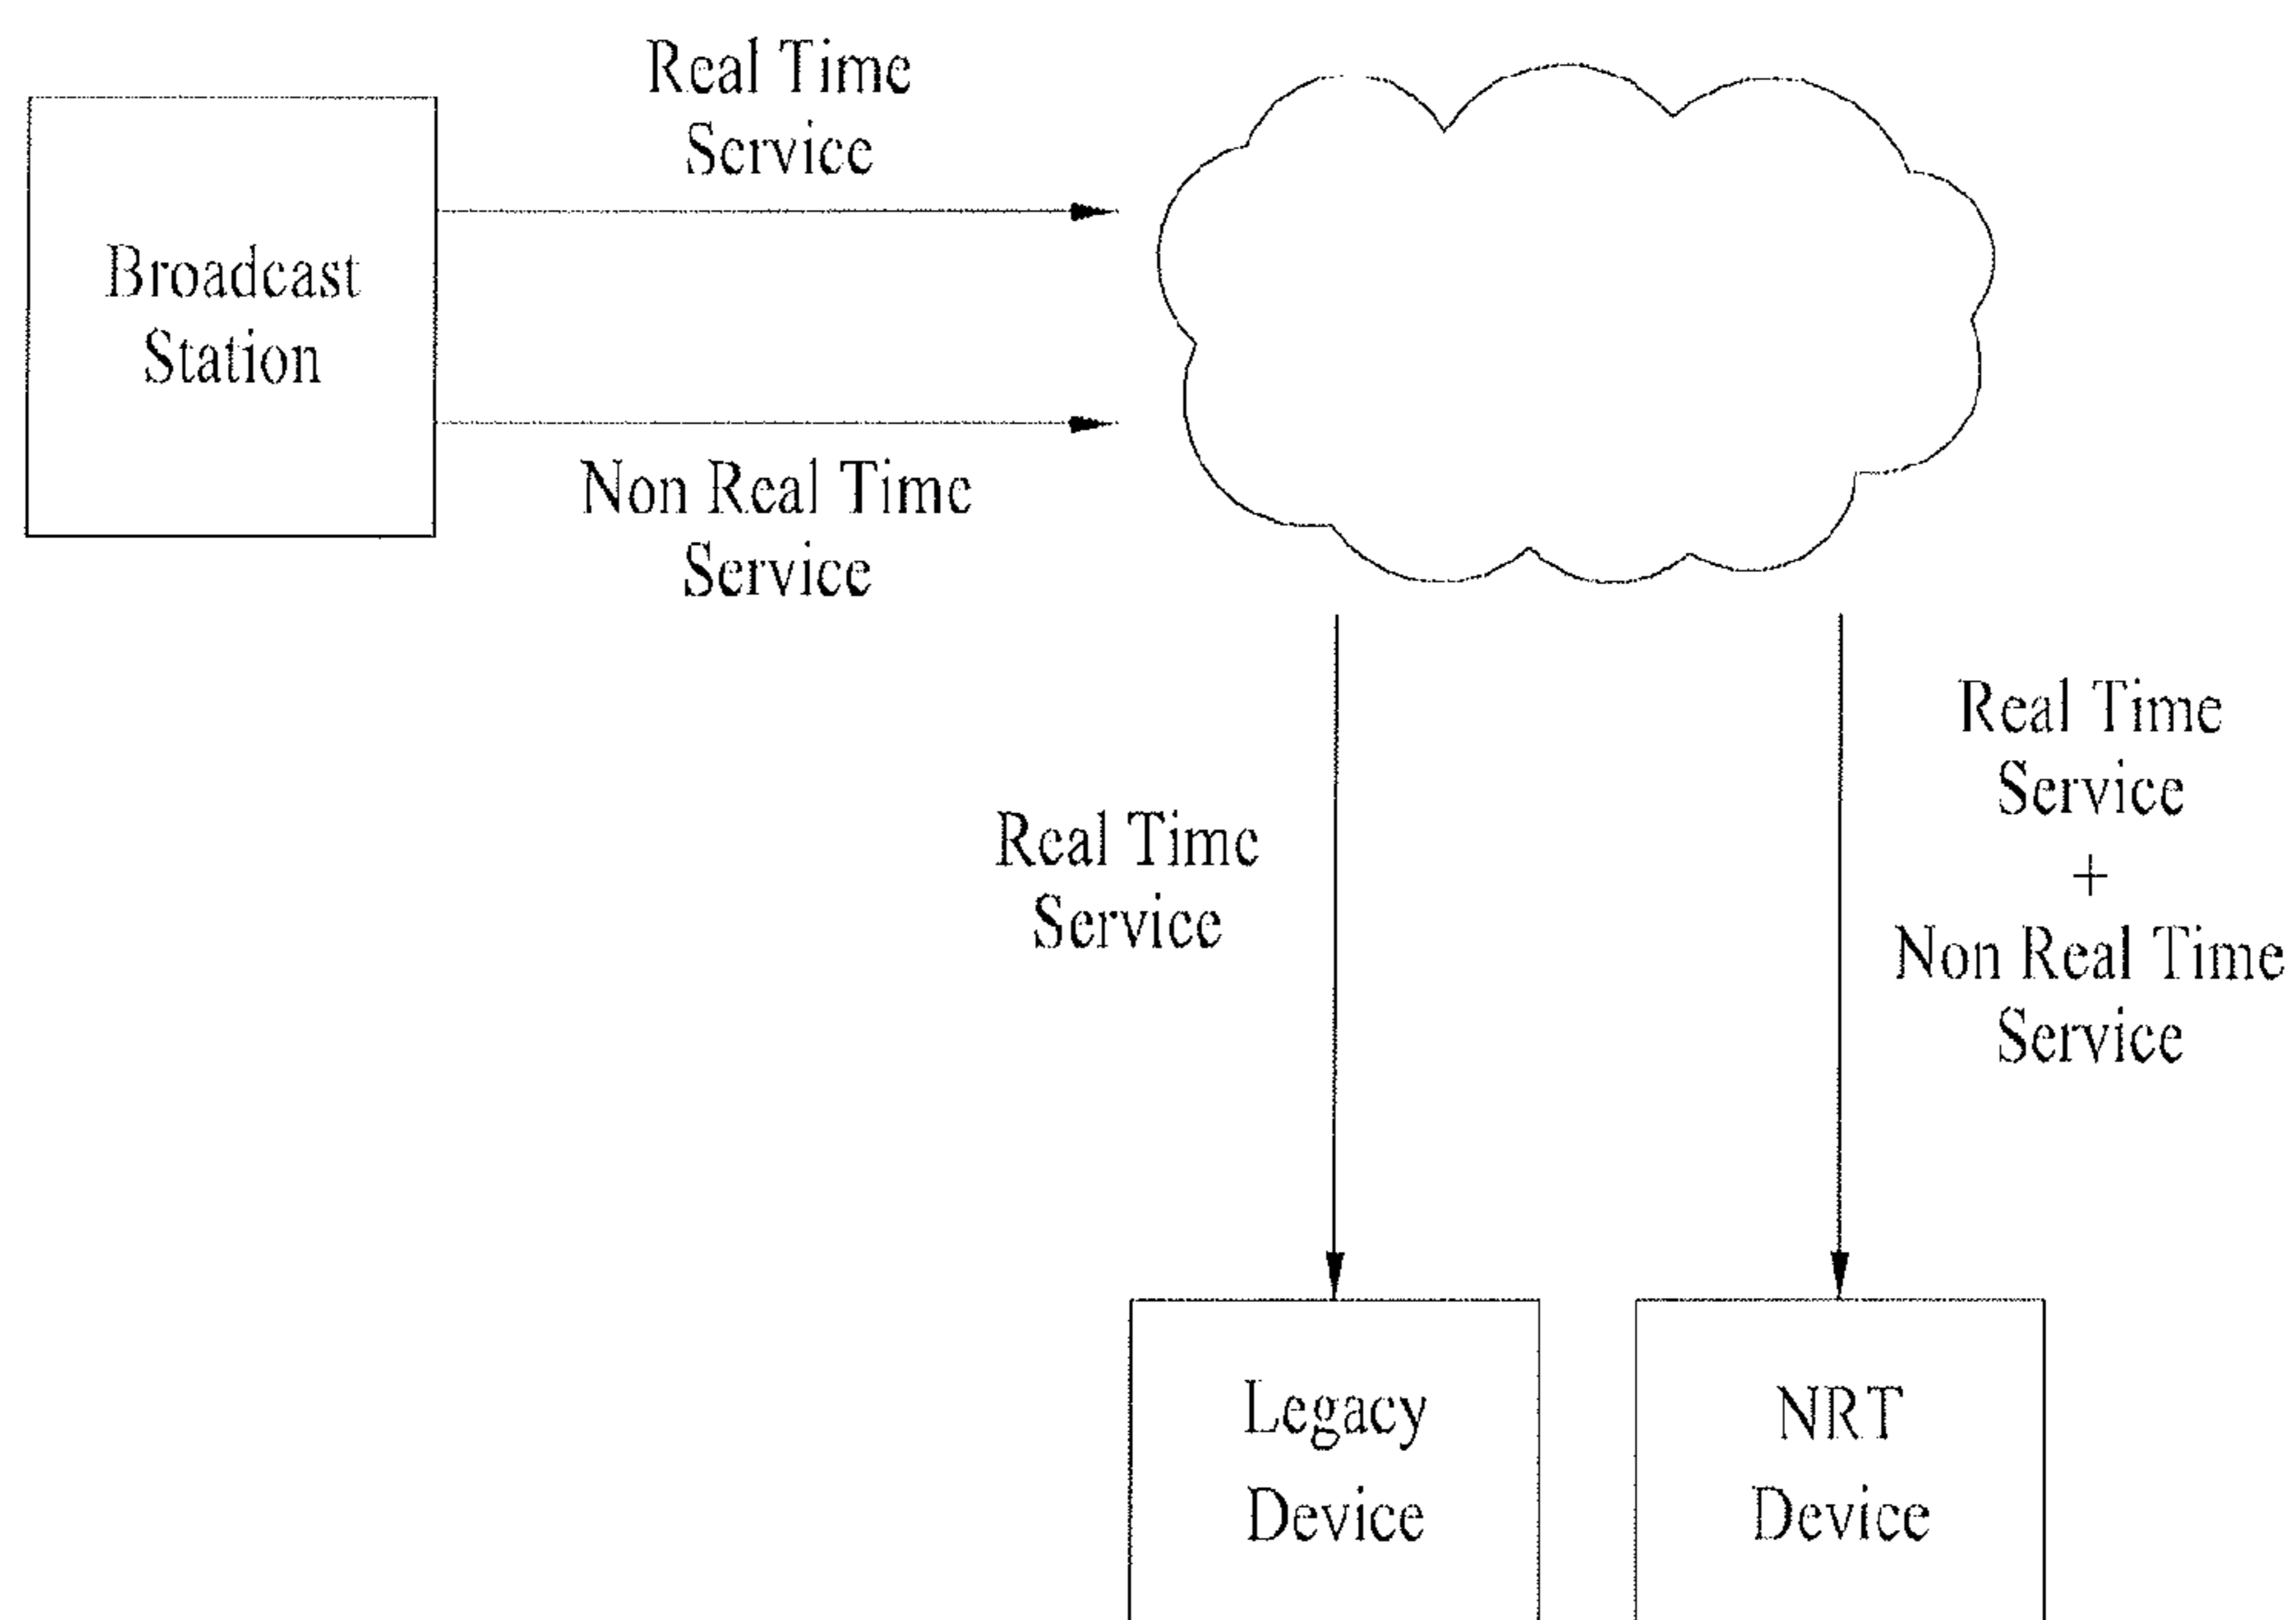 Real Time
Service
Broadcast
Station
Non Real Time
Service
Real Time
Service
Real Time
Service
+
Non Real Time
Service
Legacy
Device
NRT
Device